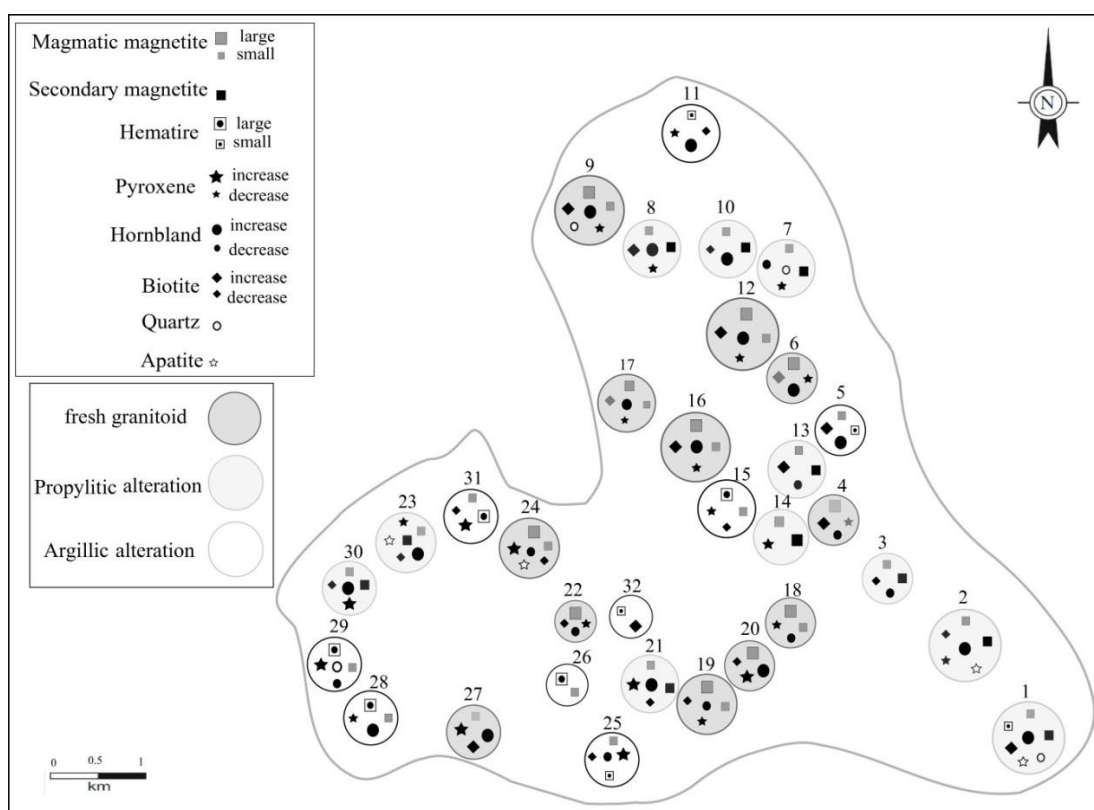 Magmatic magnetite
large
small
Secondary magnetite
Hematire
large
small
Pyroxene
increase
decrease
Hornbland
increase
decrease
Biotite
increase
decrease
Quartz
Apatite
fresh granitoid
Propylitic alteration
Argillic alteration
N
11
9
8
10
7
12
6
17
16
5
13
15
14
4
31
23
24
3
30
22
32
18
2
29
20
26
21
28
19
27
25
1
0
0.5
1
km